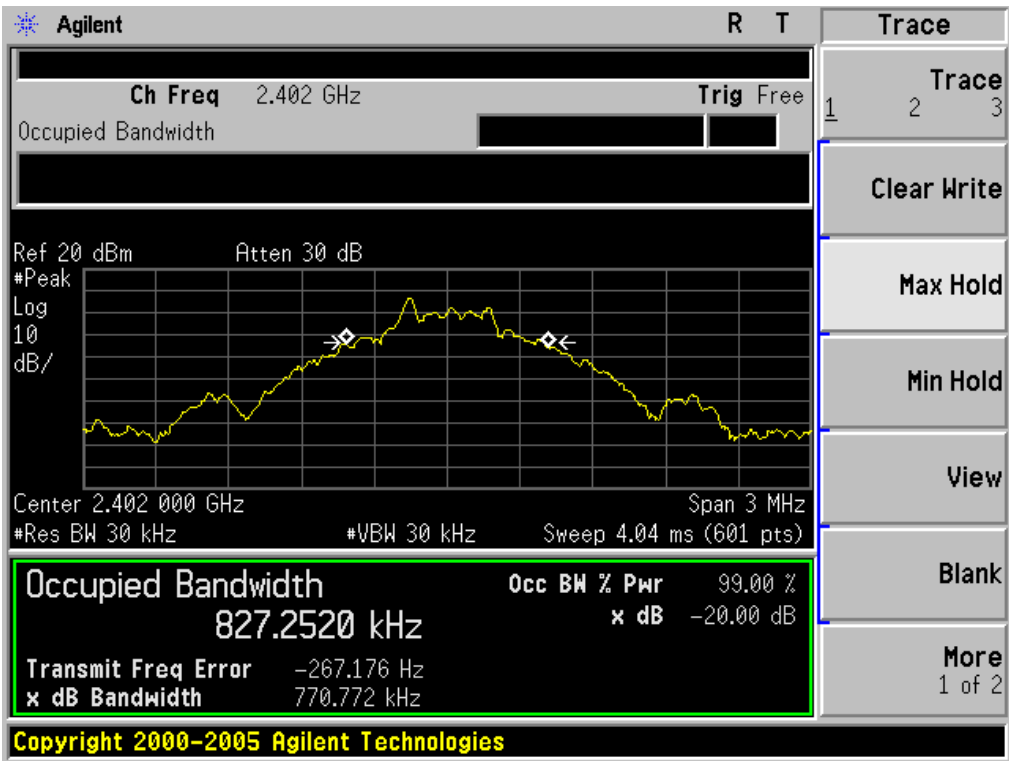 Agilent R T
Ch Freq 2.402 GHz Trig Free
Occupied Bandwidth
Ref 20 dBm Atten 30 dB
#Peak
Log
10
dB/
Center 2.402 000 GHz Span 3 MHz
#Res BW 30 kHz #VBW 30 kHz Sweep 4.04 ms (601 pts)
Occupied Bandwidth Occ BW % Pwr 99.00 %
827.2520 kHz x dB -20.00 dB
Transmit Freq Error -267.176 Hz
x dB Bandwidth 770.772 kHz
Copyright 2000-2005 Agilent Technologies
Trace
Trace
1 2 3
Clear Write
Max Hold
Min Hold
View
Blank
More
1 of 2